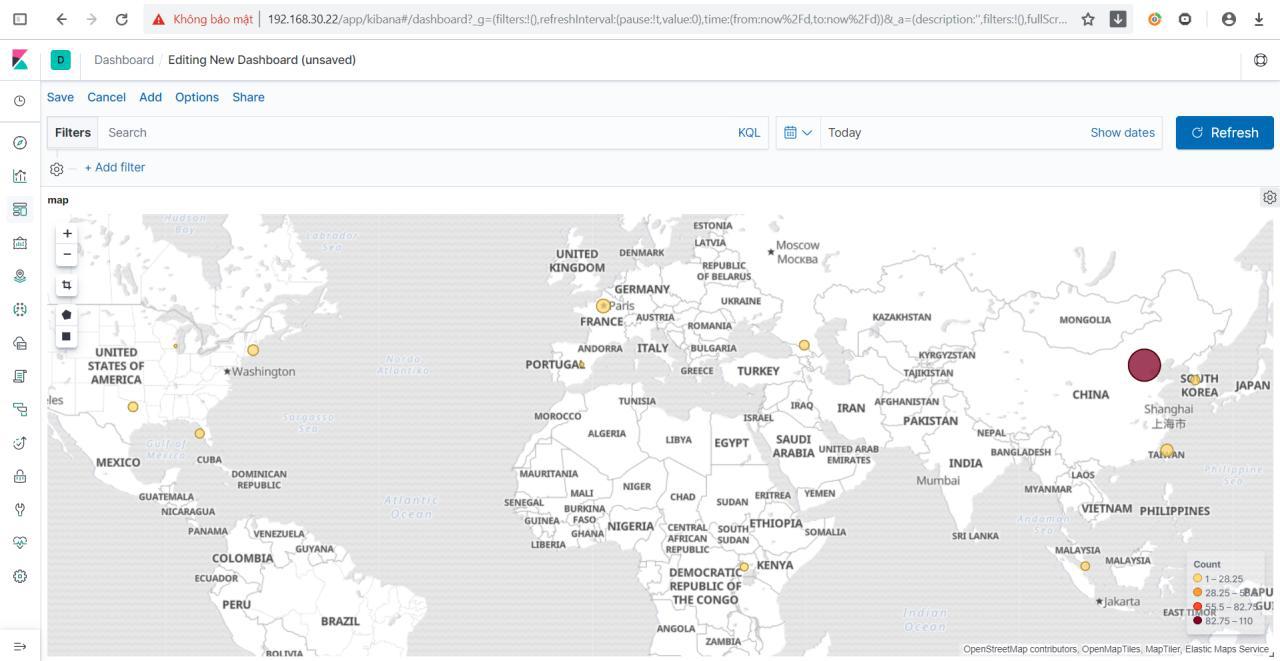 Không bảo mật
192.168.30.22/app/kibana#/dashboard?_g=(filters:!(),refreshInterval:(pause:!t,value:0),time:(from:now%2Fd,to:now%2Fd))&_a=(description:'',filters:!(),fullScr...
D
Dashboard / Editing New Dashboard (unsaved)
Save Cancel Add Options Share
Filters Search KQL Today Show dates Refresh
+ Add filter
map
+
−
Hudson
Bay
Labrador
Sea
ESTONIA
LATVIA
UNITED
KINGDOM
DENMARK
Moscow
Москва
REPUBLIC
OF BELARUS
GERMANY
Paris
UKRAINE
FRANCE
AUSTRIA
KAZAKHSTAN
MONGOLIA
ROMANIA
ANDORRA
ITALY
BULGARIA
PORTUGAL
GREECE
TURKEY
KYRGYZSTAN
TAJIKISTAN
UNITED
STATES OF
AMERICA
Washington
Nordo
Atlantiko
SOUTH
KOREA
JAPAN
CHINA
eles
TUNISIA
IRAQ
IRAN
AFGHANISTAN
MOROCCO
ISRAEL
PAKISTAN
Shanghai
上海市
Sargasso
Sea
ALGERIA
LIBYA
EGYPT
SAUDI
ARABIA
UNITED ARAB
EMIRATES
NEPAL
BANGLADESH
TAIWAN
Gulf of
Mexico
MEXICO
CUBA
INDIA
DOMINICAN
REPUBLIC
MAURITANIA
Mumbai
LAOS
MYANMAR
Philippine
Sea
GUATEMALA
NICARAGUA
Atlantic
Ocean
SENEGAL
MALI
NIGER
CHAD
SUDAN
ERITREA
YEMEN
BURKINA
FASO
VIETNAM
PHILIPPINES
GUINEA
GHANA
NIGERIA
CENTRAL
AFRICAN
REPUBLIC
SOUTH
SUDAN
ETHIOPIA
SOMALIA
Andaman
Sea
PANAMA
VENEZUELA
LIBERIA
SRI LANKA
GUYANA
COLOMBIA
MALAYSIA
MALAYSIA
ECUADOR
DEMOCRATIC
REPUBLIC OF
THE CONGO
KENYA
PERU
BRAZIL
Jakarta
Indian
Ocean
EAST TIMOR
ANGOLA
ZAMBIA
BOLIVIA
Count
1 – 28.25
28.25 – 55.5
55.5 – 82.75
82.75 – 110
OpenStreetMap contributors, OpenMapTiles, MapTiler, Elastic Maps Service